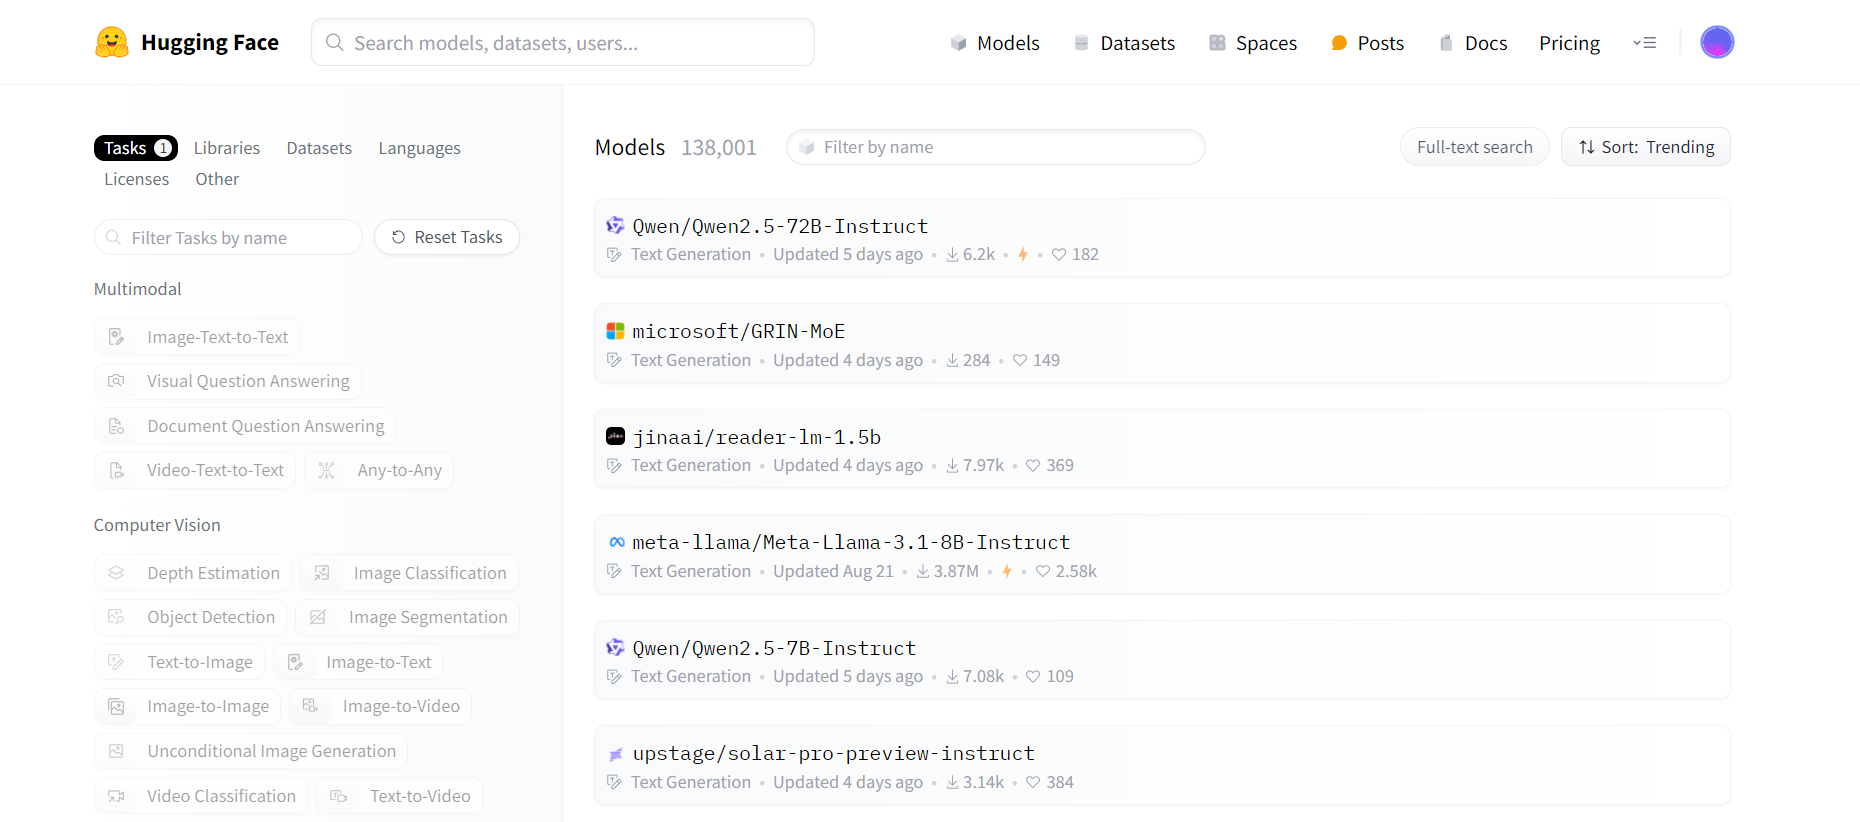 Hugging Face
Search models, datasets, users...
Models
Datasets
Spaces
Posts
Docs
Pricing
Tasks 1
Libraries
Datasets
Languages
Licenses
Other
Filter Tasks by name
Reset Tasks
Multimodal
Image-Text-to-Text
Visual Question Answering
Document Question Answering
Video-Text-to-Text
Any-to-Any
Computer Vision
Depth Estimation
Image Classification
Object Detection
Image Segmentation
Text-to-Image
Image-to-Text
Image-to-Image
Image-to-Video
Unconditional Image Generation
Video Classification
Text-to-Video
Models 138,001
Filter by name
Full-text search
Sort: Trending
Qwen/Qwen2.5-72B-Instruct
Text Generation • Updated 5 days ago • 6.2k • • 182
microsoft/GRIN-MoE
Text Generation • Updated 4 days ago • 284 • 149
jinaai/reader-lm-1.5b
Text Generation • Updated 4 days ago • 7.97k • 369
meta-llama/Meta-Llama-3.1-8B-Instruct
Text Generation • Updated Aug 21 • 3.87M • • 2.58k
Qwen/Qwen2.5-7B-Instruct
Text Generation • Updated 5 days ago • 7.08k • 109
upstage/solar-pro-preview-instruct
Text Generation • Updated 4 days ago • 3.14k • 384